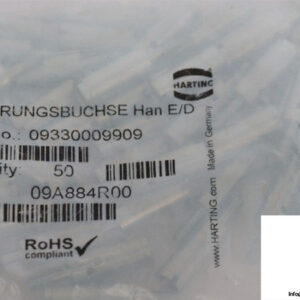 HARTING
RUNGSBUCHSE Han E/D
o.: 09330009909
ity: 50
09A884R00
Made in Germany
RoHS
compliant
www.HARTING.com